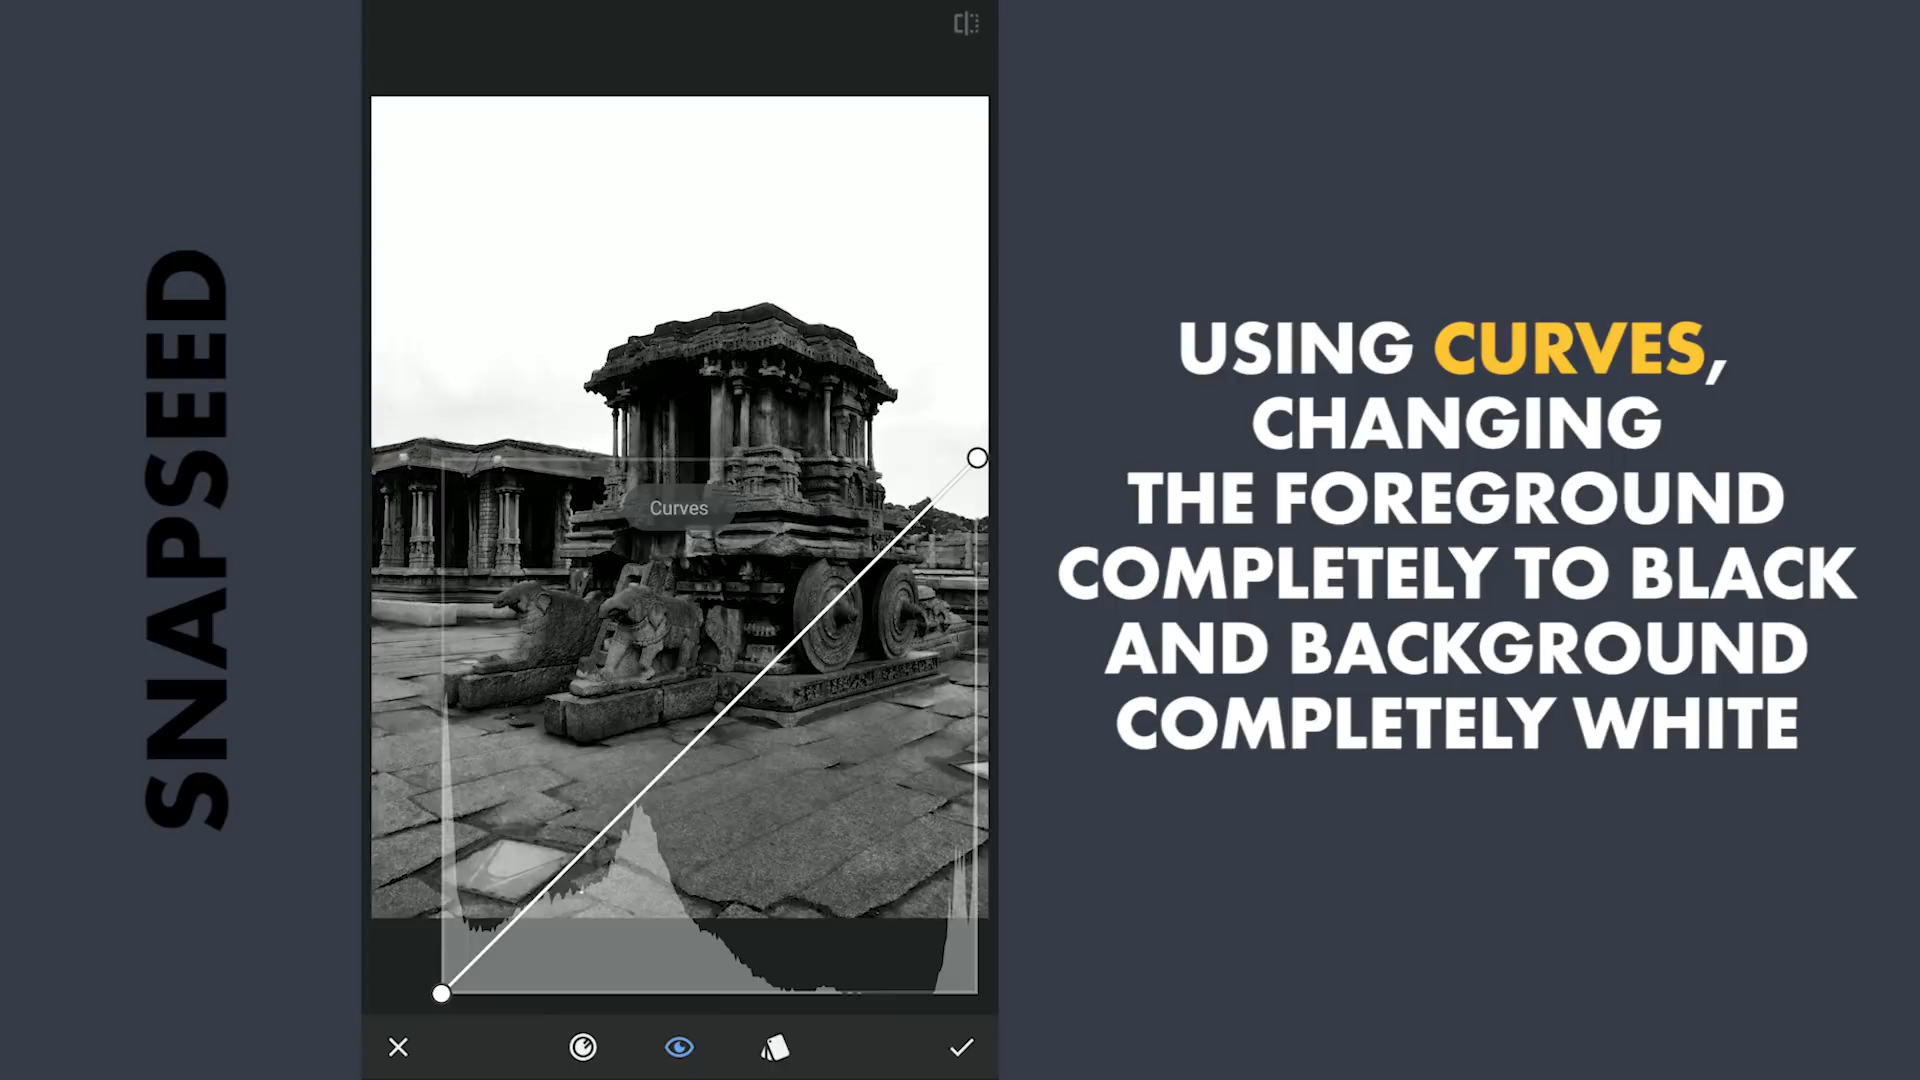 SNAPSEED
Curves
USING CURVES,
CHANGING
THE FOREGROUND
COMPLETELY TO BLACK
AND BACKGROUND
COMPLETELY WHITE